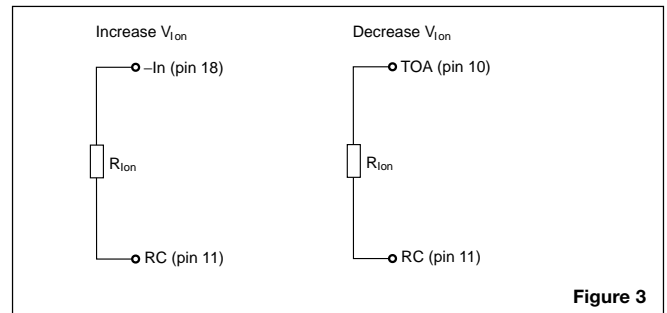 Increase VIon Decrease VIon
–In (pin 18) TOA (pin 10)
RIon RIon
RC (pin 11) RC (pin 11)
Figure 3